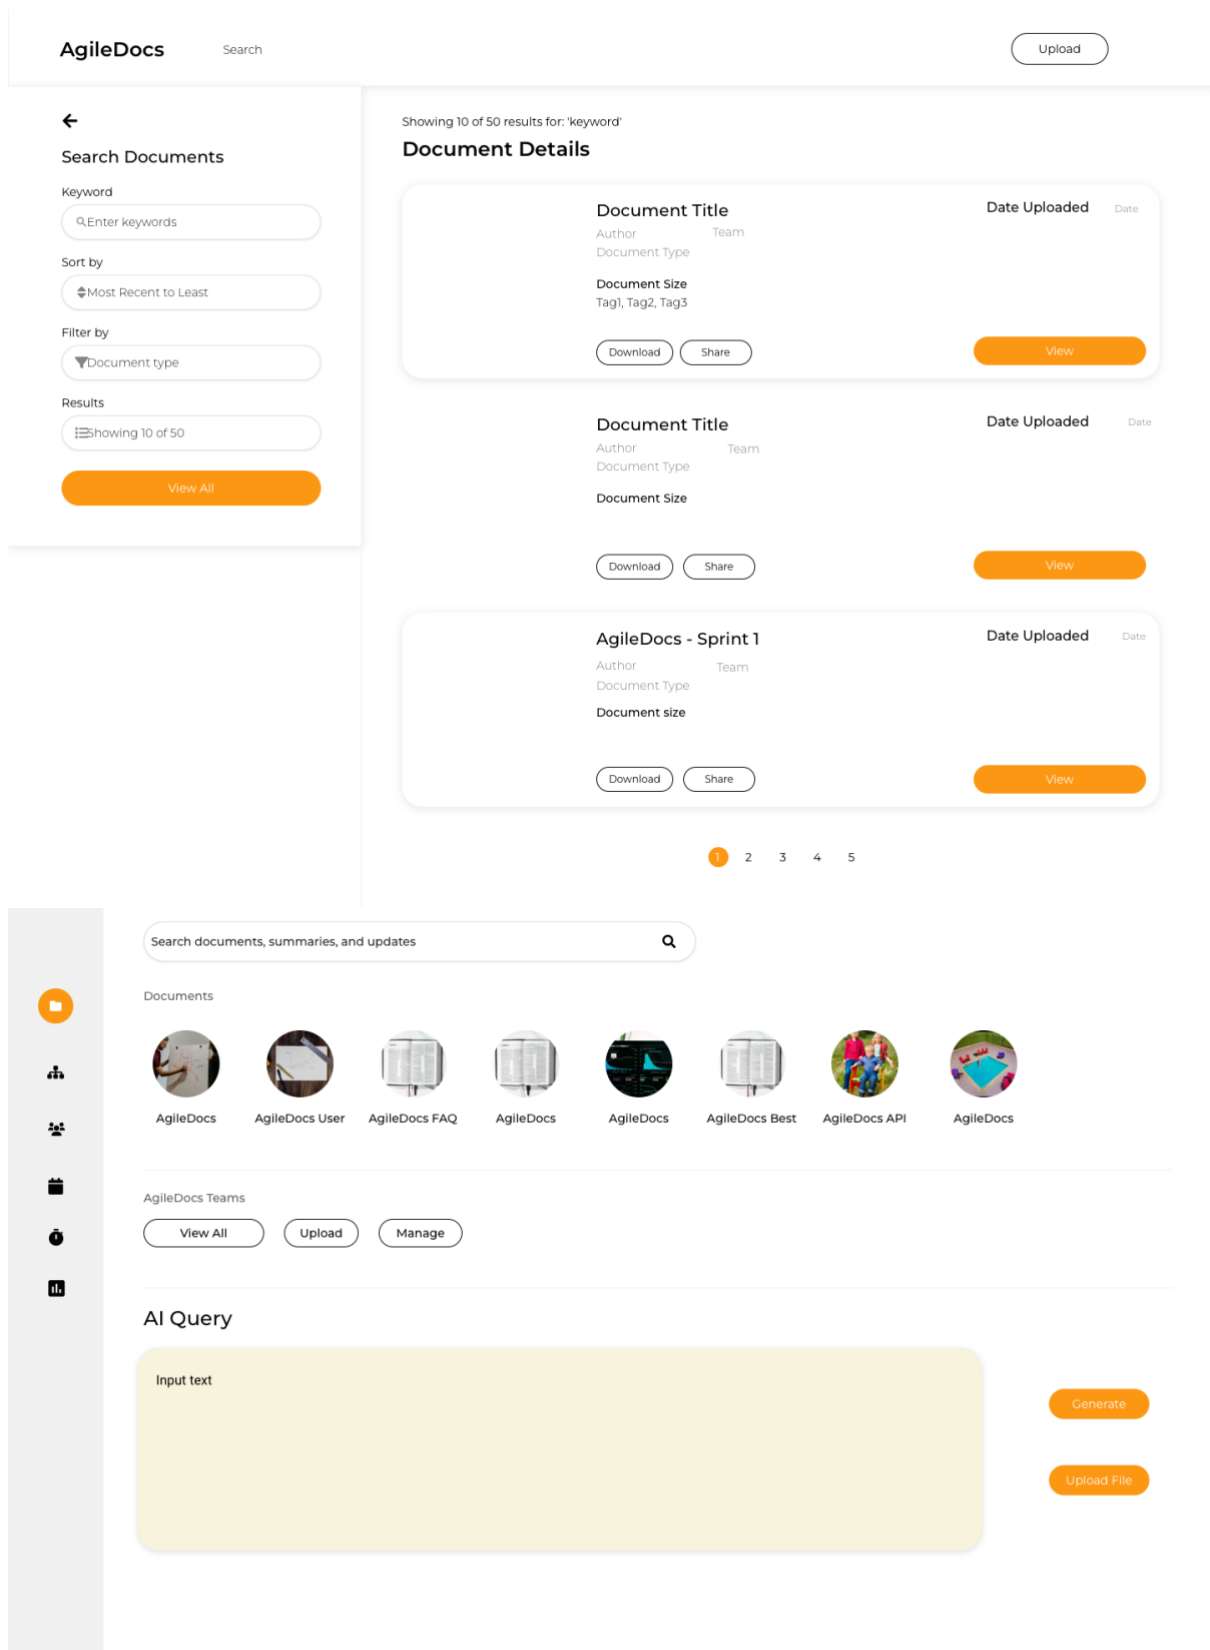 AgileDocs Search Upload
Search Documents
Keyword
Enter keywords
Sort by
Most Recent to Least
Filter by
Document type
Results
Showing 10 of 50
View All
Showing 10 of 50 results for: 'keyword'
Document Details
Document Title Date Uploaded Date
Author Team
Document Type
Document Size
Tag1, Tag2, Tag3
Download Share View
Document Title Date Uploaded Date
Author Team
Document Type
Document Size
Download Share View
AgileDocs - Sprint 1 Date Uploaded Date
Author Team
Document Type
Document size
Download Share View
1 2 3 4 5
Search documents, summaries, and updates
Documents
AgileDocs AgileDocs User AgileDocs FAQ AgileDocs AgileDocs AgileDocs Best AgileDocs API AgileDocs
AgileDocs Teams
View All Upload Manage
AI Query
Input text
Generate
Upload File